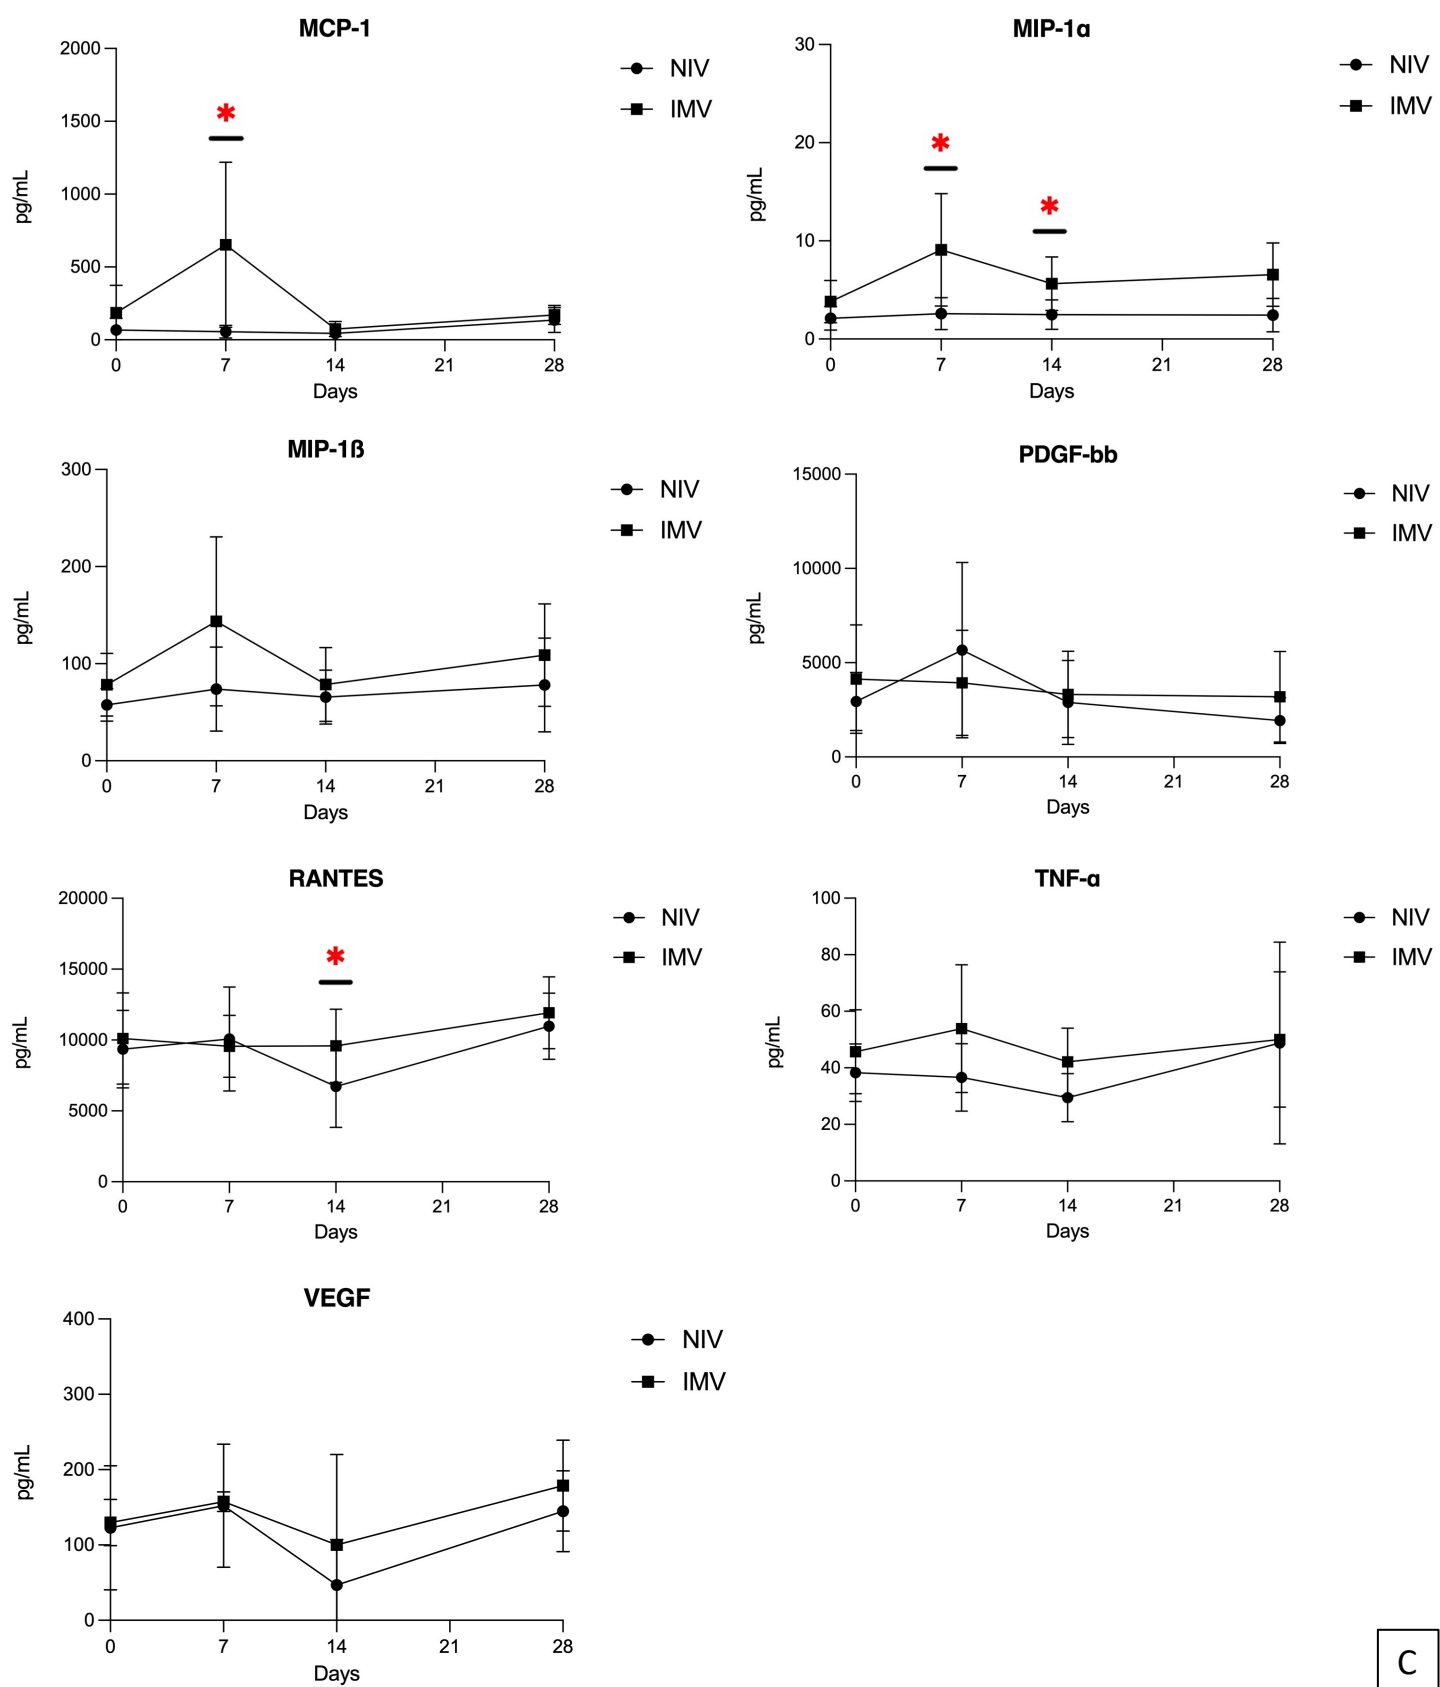 MCP-1
2000
1500
1000
500
0
pg/mL
0 7 14 21 28
Days
NIV
IMV
*
MIP-1α
30
20
10
0
pg/mL
0 7 14 21 28
Days
NIV
IMV
*
*
MIP-1ß
300
200
100
0
pg/mL
0 7 14 21 28
Days
NIV
IMV
PDGF-bb
15000
10000
5000
0
pg/mL
0 7 14 21 28
Days
NIV
IMV
RANTES
20000
15000
10000
5000
0
pg/mL
0 7 14 21 28
Days
NIV
IMV
*
TNF-α
100
80
60
40
20
0
pg/mL
0 7 14 21 28
Days
NIV
IMV
VEGF
400
300
200
100
0
pg/mL
0 7 14 21 28
Days
NIV
IMV
C